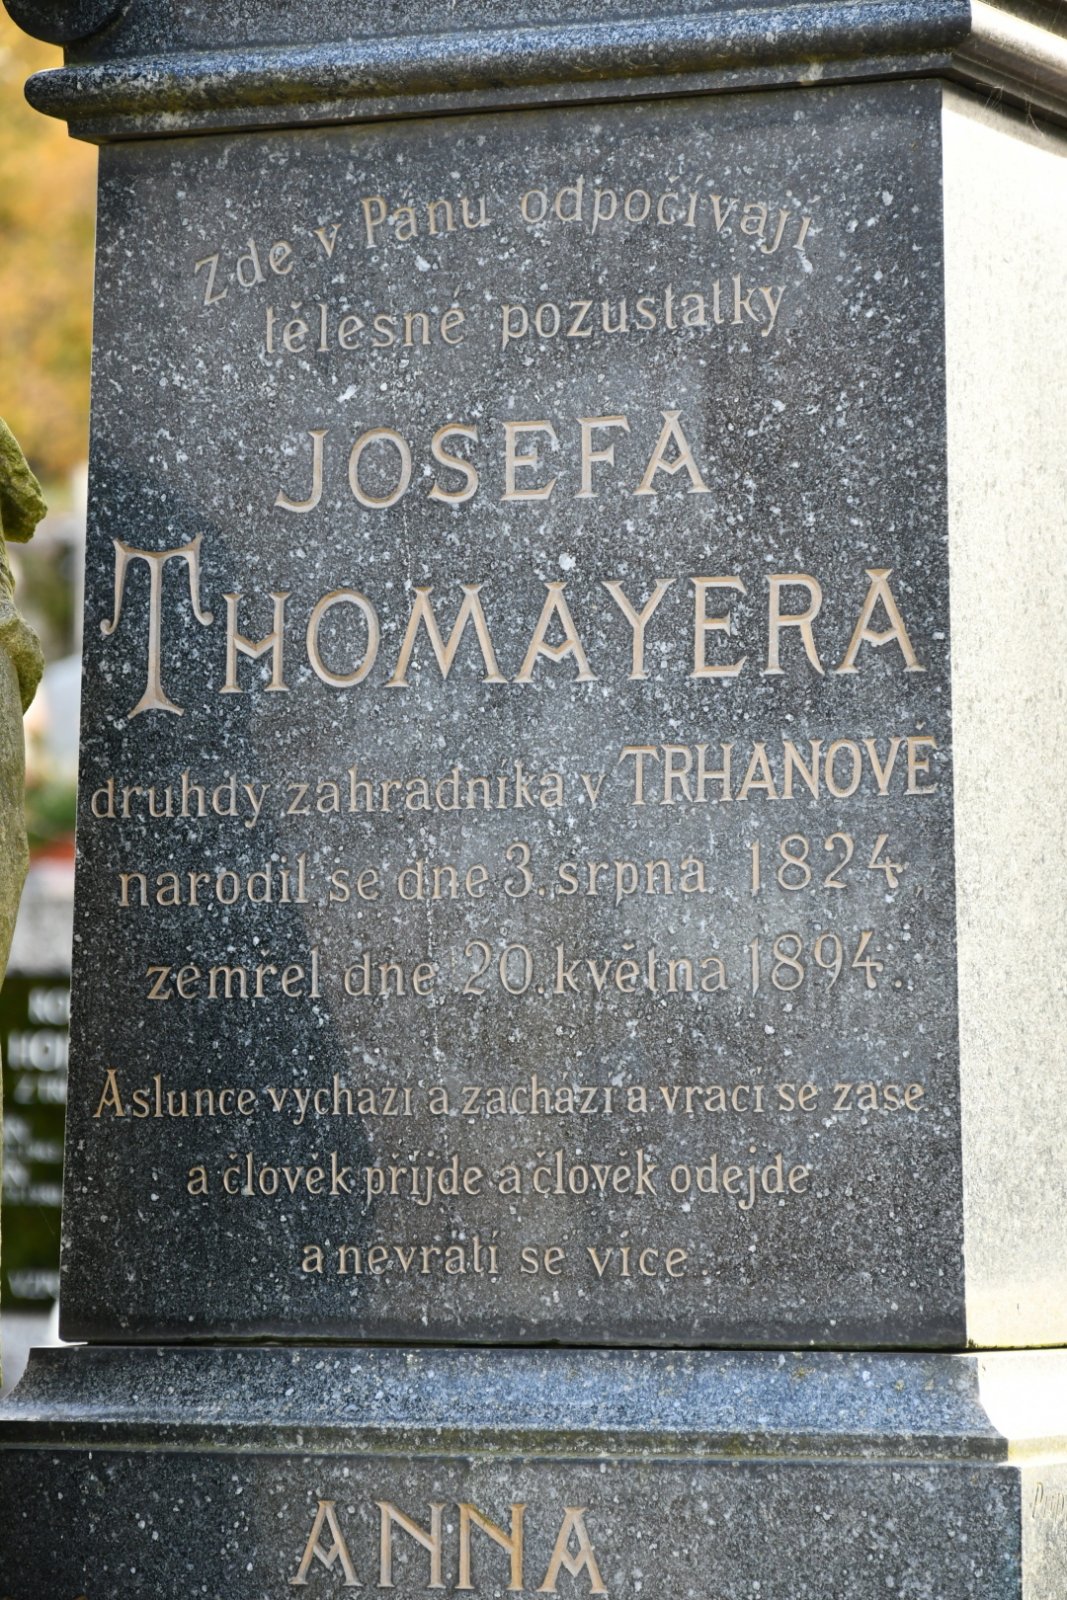 Zde v Pánu odpočívají
tělesné pozustatky
JOSEFA
THOMAYERA
druhdy zahradníka v TRHANOVĚ
narodil se dne 3. srpna 1824,
zemřel dne 20. května 1894.
A slunce vychází a zachází a vrací se zase
a člověk přijde a člověk odejde
a nevrátí se více.
ANNA